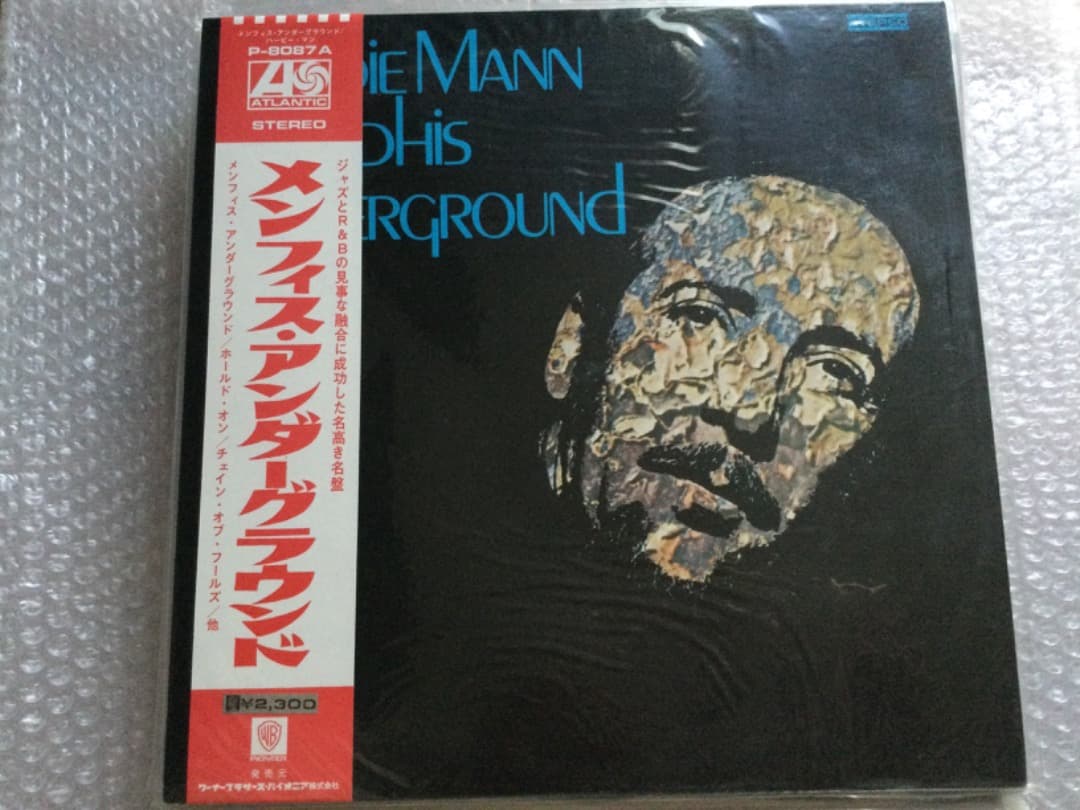 メンフィス・アンダーグラウンド/
ハービー・マン
P-8087A
ATLANTIC
STEREO
ジャズとR&Bの見事な融合に成功した名高き名盤
メンフィス・アンダーグラウンド
メンフィス・アンダーグラウンド/ホールド・オン/チェイン・オブ・フールズ/他
¥2,300
WB
PIONEER
発売元
ワーナーブラザーズ・パイオニア株式会社
BiE MANN
PHis
ERGROUNd